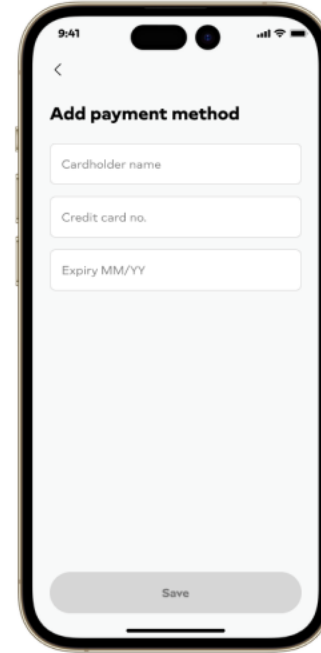 9:41
Add payment method
Cardholder name
Credit card no.
Expiry MM/YY
Save